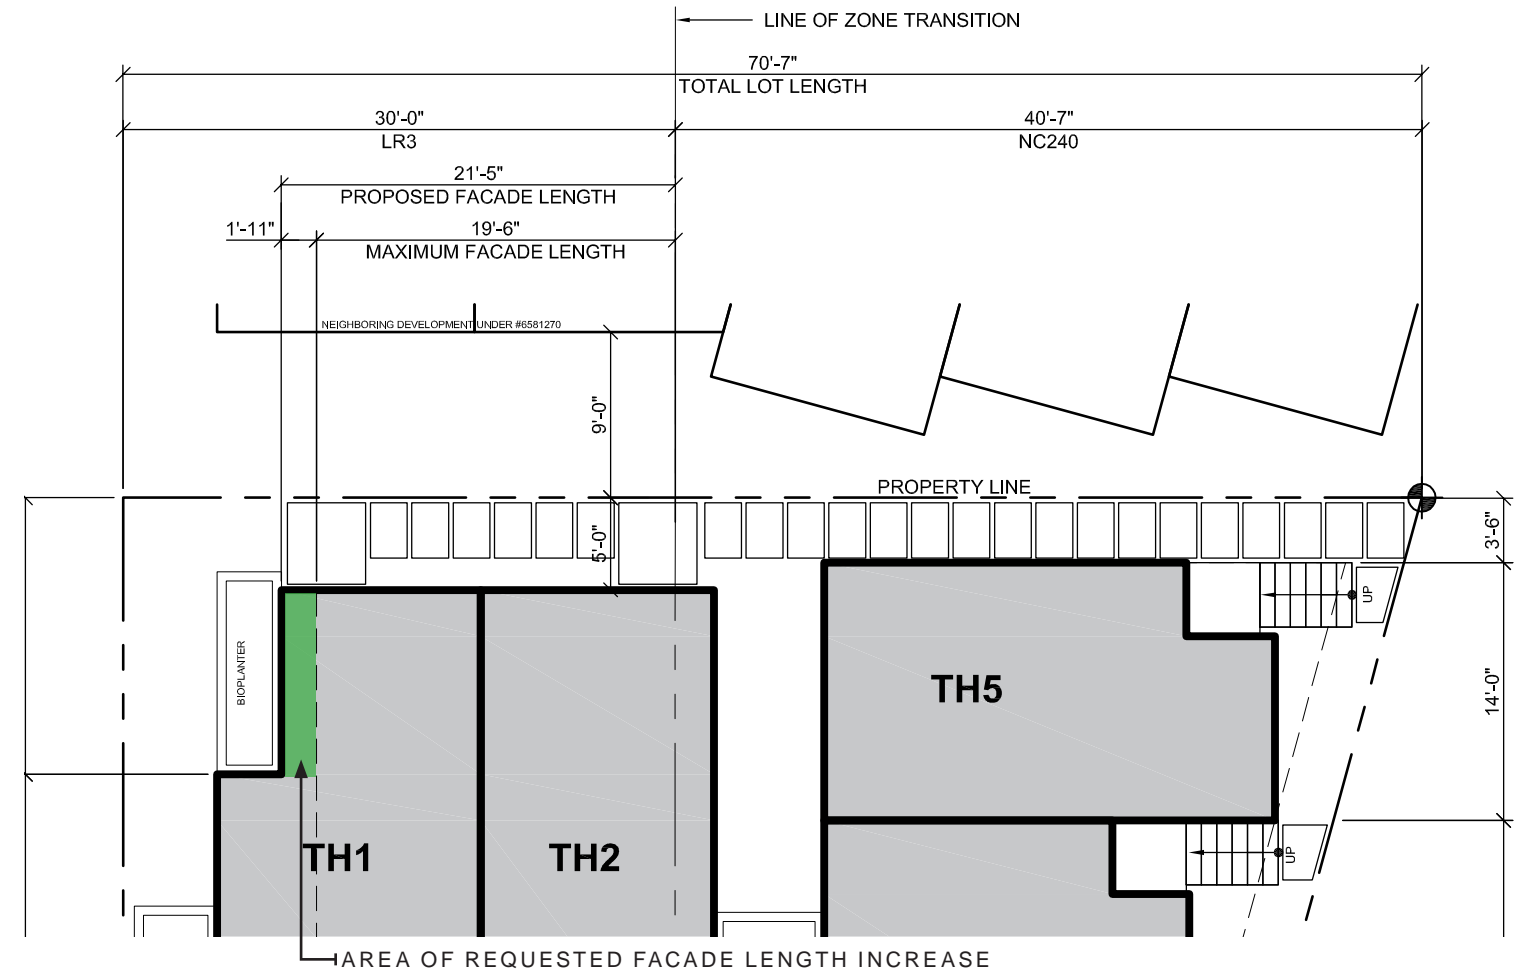 LINE OF ZONE TRANSITION
70'-7"
TOTAL LOT LENGTH
30'-0"
LR3
40'-7"
NC240
21'-5"
PROPOSED FACADE LENGTH
1'-11"
19'-6"
MAXIMUM FACADE LENGTH
NEIGHBORING DEVELOPMENT UNDER #6581270
9'-0"
PROPERTY LINE
5'-0"
3'-6"
UP
BIOPLANTER
TH5
14'-0"
TH1
TH2
UP
AREA OF REQUESTED FACADE LENGTH INCREASE